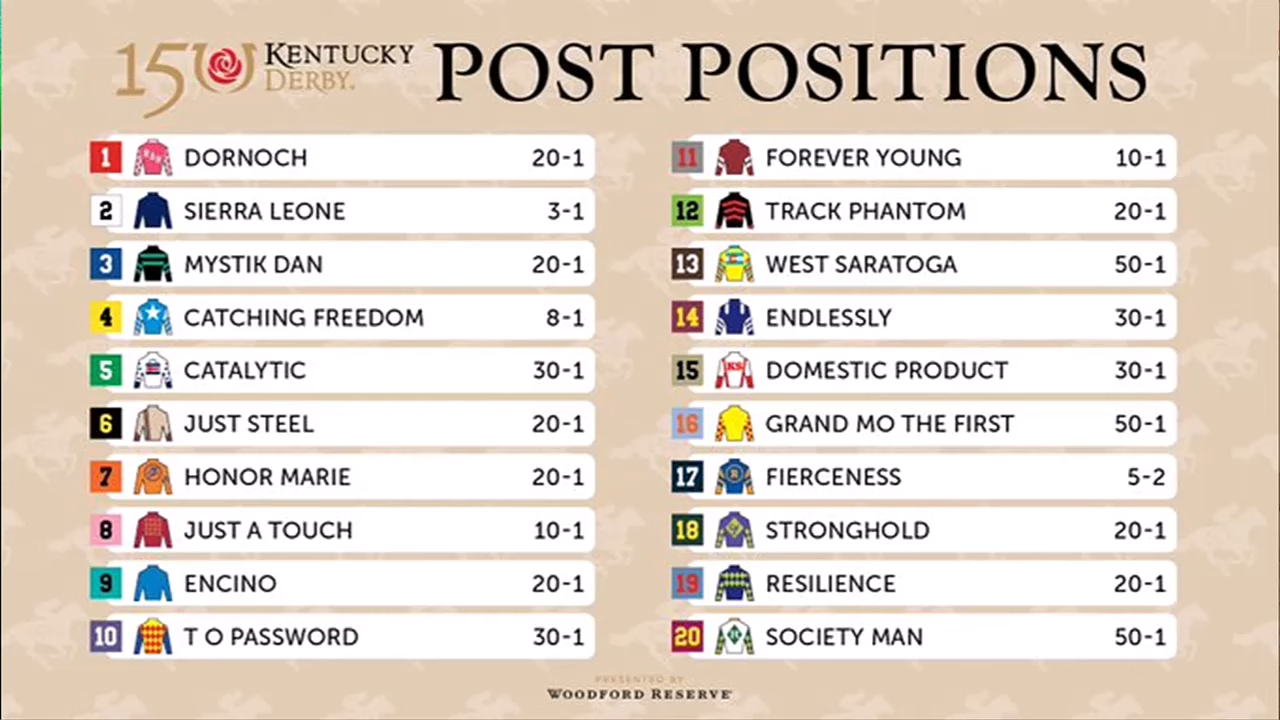 150 KENTUCKY DERBY. POST POSITIONS
1 DORNOCH 20-1
2 SIERRA LEONE 3-1
3 MYSTIK DAN 20-1
4 CATCHING FREEDOM 8-1
5 CATALYTIC 30-1
6 JUST STEEL 20-1
7 HONOR MARIE 20-1
8 JUST A TOUCH 10-1
9 ENCINO 20-1
10 T O PASSWORD 30-1
11 FOREVER YOUNG 10-1
12 TRACK PHANTOM 20-1
13 WEST SARATOGA 50-1
14 ENDLESSLY 30-1
15 DOMESTIC PRODUCT 30-1
16 GRAND MO THE FIRST 50-1
17 FIERCENESS 5-2
18 STRONGHOLD 20-1
19 RESILIENCE 20-1
20 SOCIETY MAN 50-1
PRESENTED BY
WOODFORD RESERVE